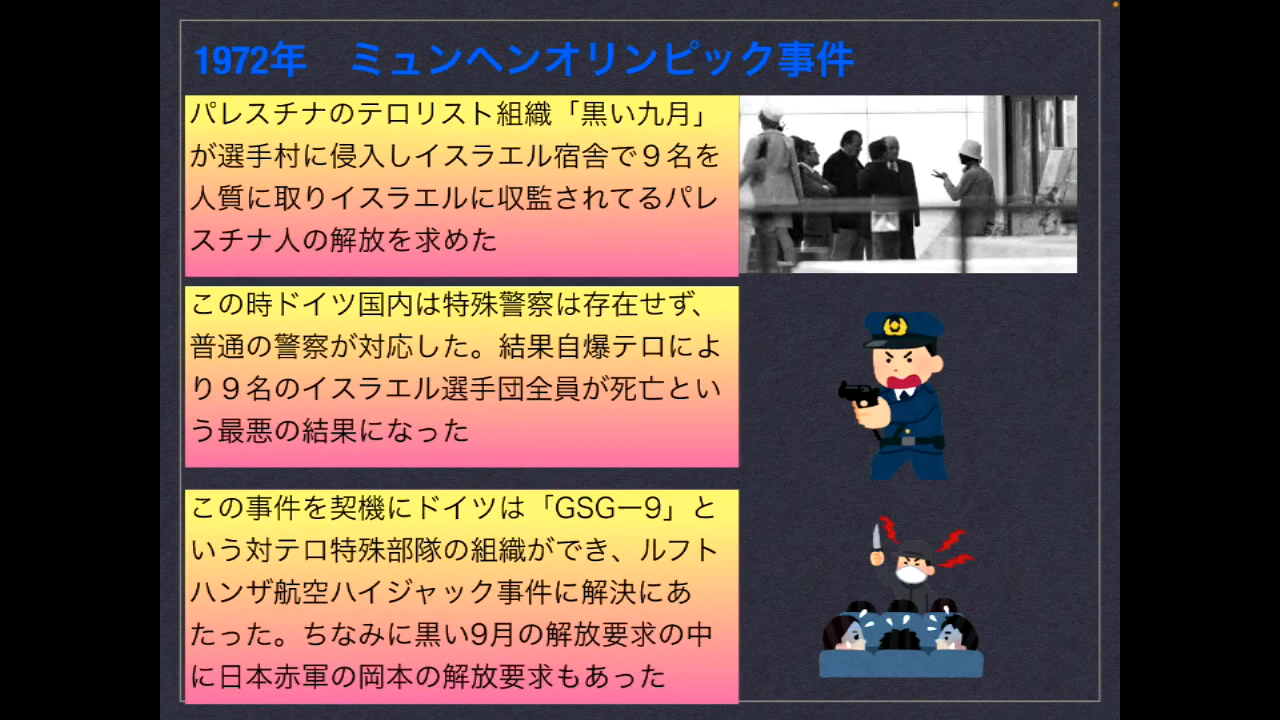 1972年　ミュンヘンオリンピック事件
パレスチナのテロリスト組織「黒い九月」
が選手村に侵入しイスラエル宿舎で９名を
人質に取りイスラエルに収監されてるパレ
スチナ人の解放を求めた
この時ドイツ国内は特殊警察は存在せず、
普通の警察が対応した。結果自爆テロによ
り９名のイスラエル選手団全員が死亡とい
う最悪の結果になった
この事件を契機にドイツは「GSGー9」と
いう対テロ特殊部隊の組織ができ、ルフト
ハンザ航空ハイジャック事件に解決にあ
たった。ちなみに黒い9月の解放要求の中
に日本赤軍の岡本の解放要求もあった